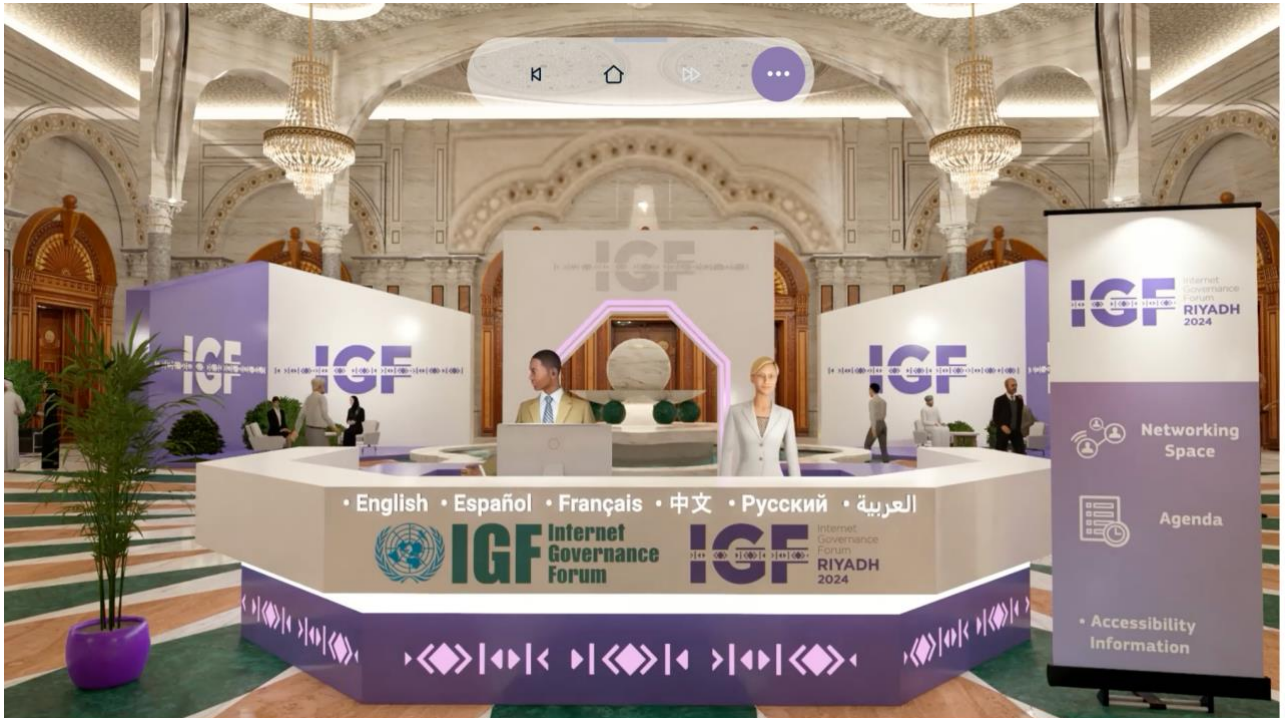 IGF
IGF
IGF
IGF
IGF
Internet
Governance
Forum
RIYADH
2024
Networking
Space
Agenda
• Accessibility
Information
• English • Español • Français • 中文 • Русский • العربية
IGF
Internet
Governance
Forum
IGF
Internet
Governance
Forum
RIYADH
2024